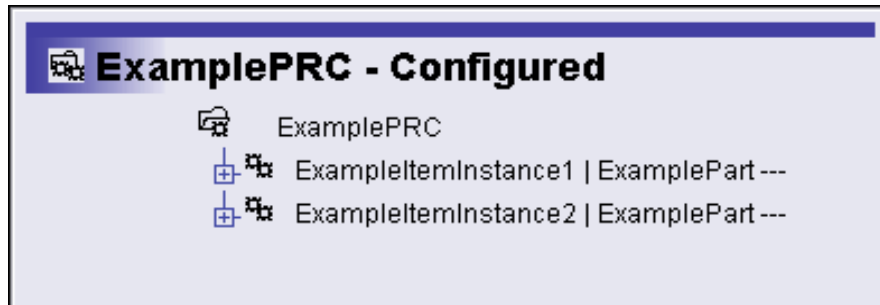 ExamplePRC - Configured
ExamplePRC
ExampleItemInstance1 | ExamplePart ---
ExampleItemInstance2 | ExamplePart ---